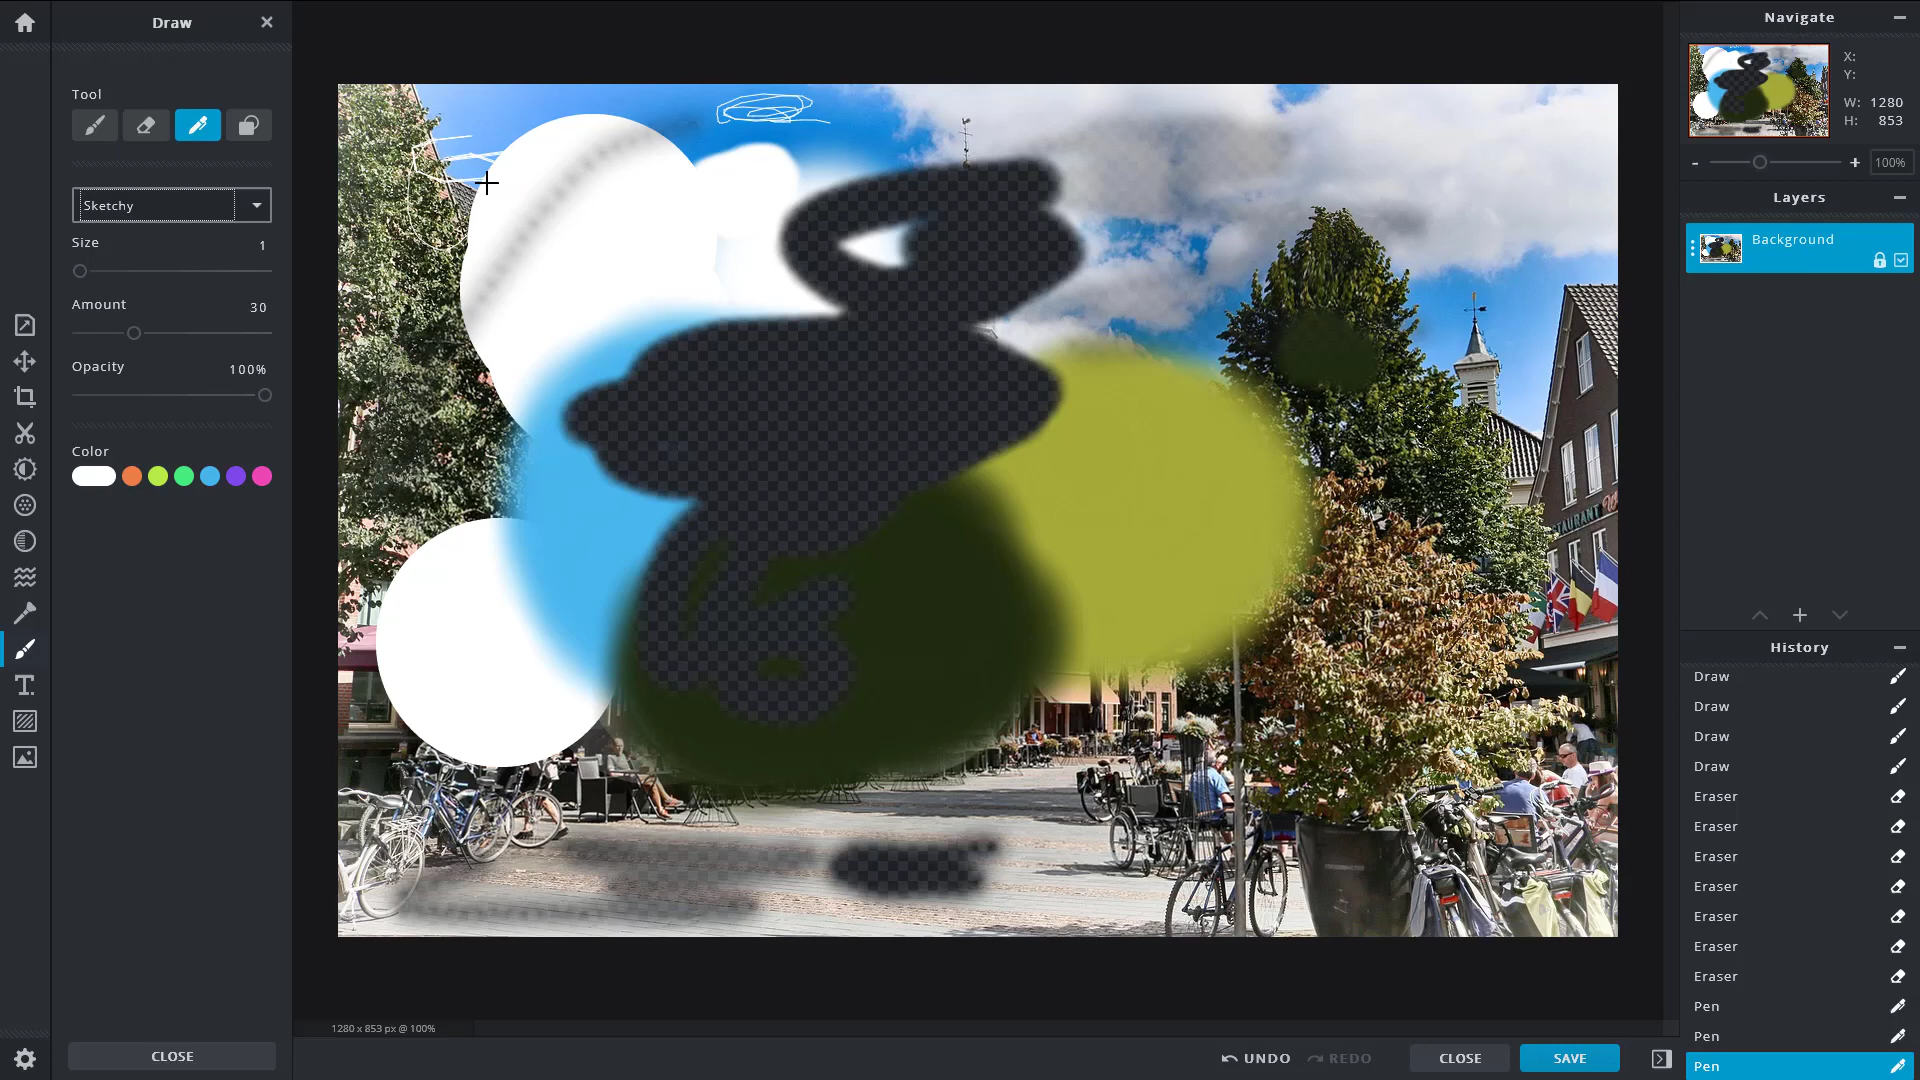 Draw
Tool
Sketchy
Size
1
Amount
30
Opacity
100%
Color
CLOSE
1280 x 853 px @ 100%
UNDO
REDO
CLOSE
SAVE
Navigate
X:
Y:
W: 1280
H: 853
100%
Layers
Background
History
Draw
Draw
Draw
Draw
Eraser
Eraser
Eraser
Eraser
Eraser
Eraser
Eraser
Pen
Pen
Pen